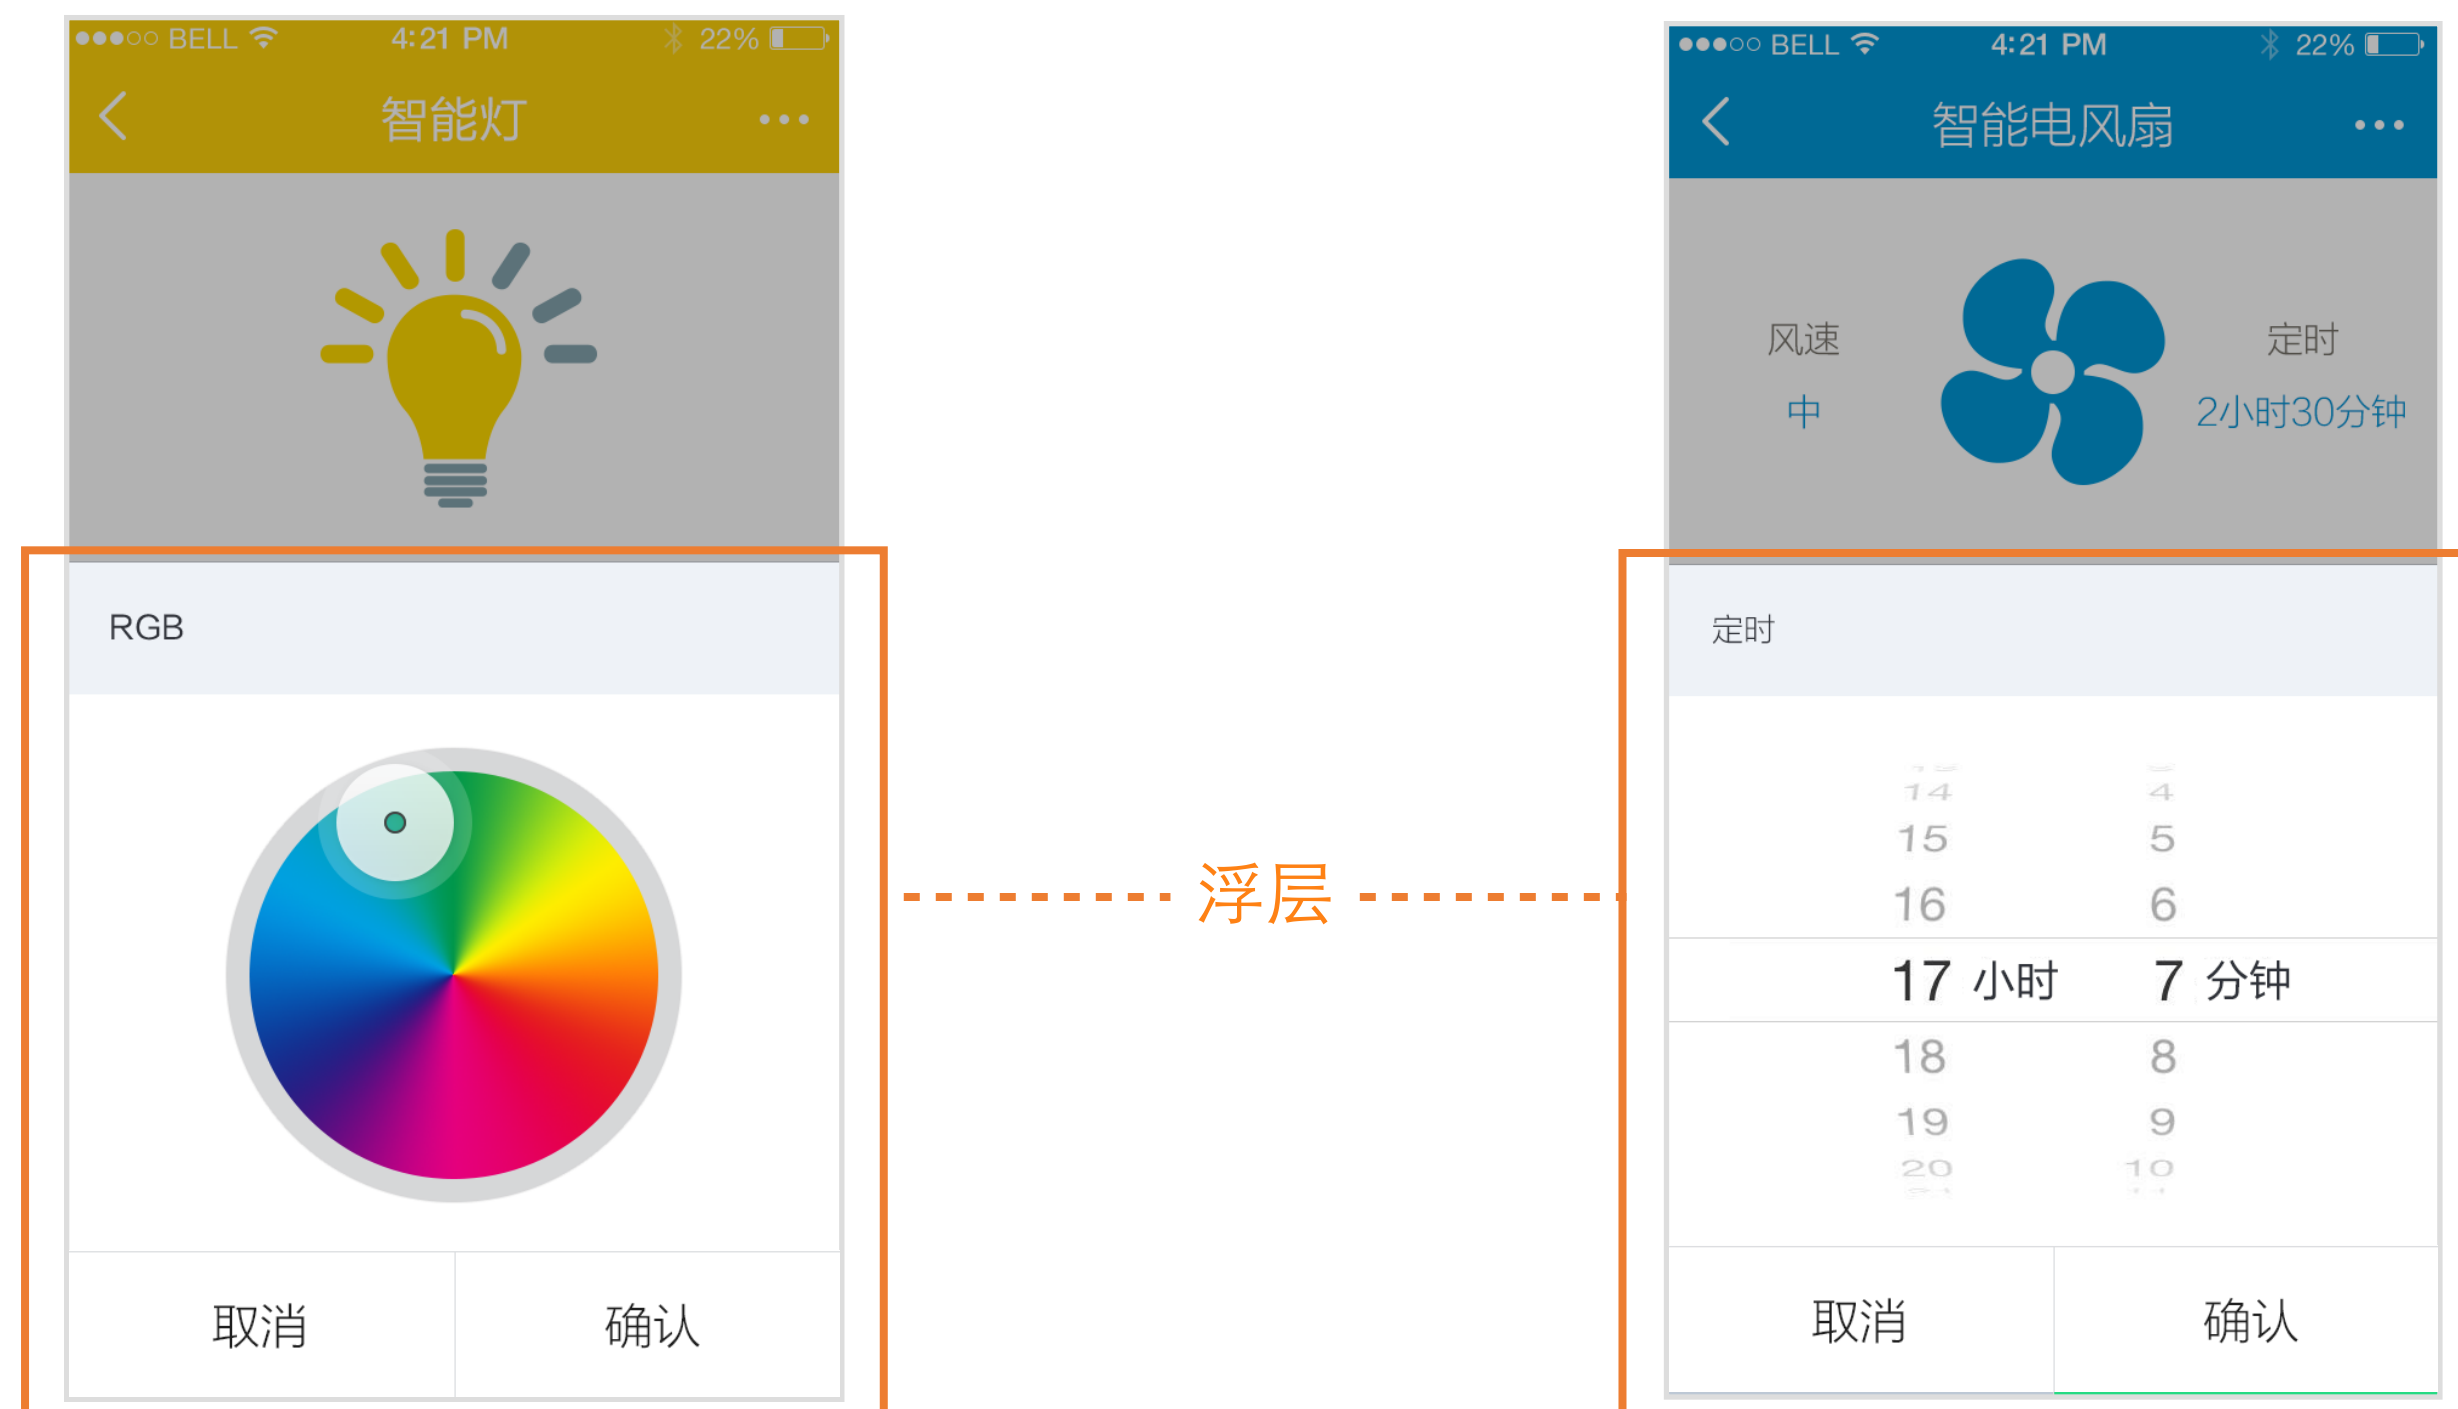 BELL 4:21 PM 22%
智能灯
RGB
取消 确认
浮层
BELL 4:21 PM 22%
智能电风扇
风速 定时
中 2小时30分钟
定时
14 4
15 5
16 6
17 小时 7 分钟
18 8
19 9
20 10
取消 确认